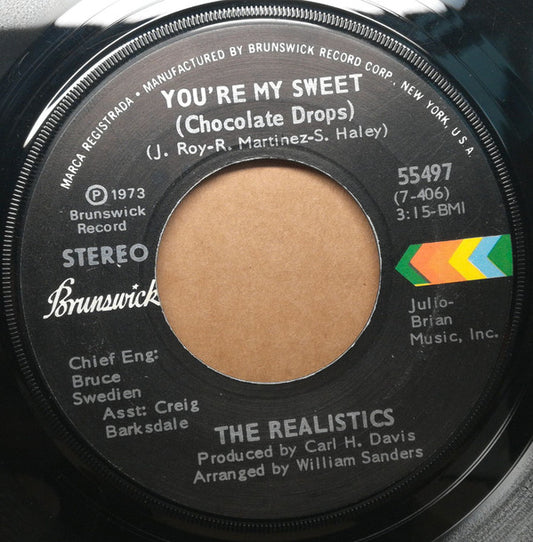 MARCA REGISTRADA • MANUFACTURED BY BRUNSWICK RECORD CORP., NEW YORK, U.S.A.
YOU'RE MY SWEET
(Chocolate Drops)
(J. Roy-R. Martinez-S. Haley)
55497
(7-406)
3:15-BMI
Ⓟ 1973
Brunswick
Record
STEREO
Brunswick
Julio-
Brian
Music, Inc.
Chief Eng:
Bruce
Swedien
Asst: Creig
Barksdale
THE REALISTICS
Produced by Carl H. Davis
Arranged by William Sanders